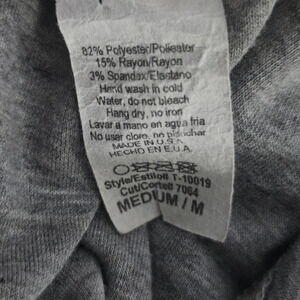 82% Polyester/Poliester
15% Rayon/Rayon
3% Spandex/Elastano
Hand wash in cold
Water, do not bleach
Hang dry, no iron
Lavar a mano en agua fria
No usar cloro, no planchar
MADE IN U.S.A
HECHO EN E.U.A.
Style/Estilo# T-10019
Cut/Corte# 7064
MEDIUM / M